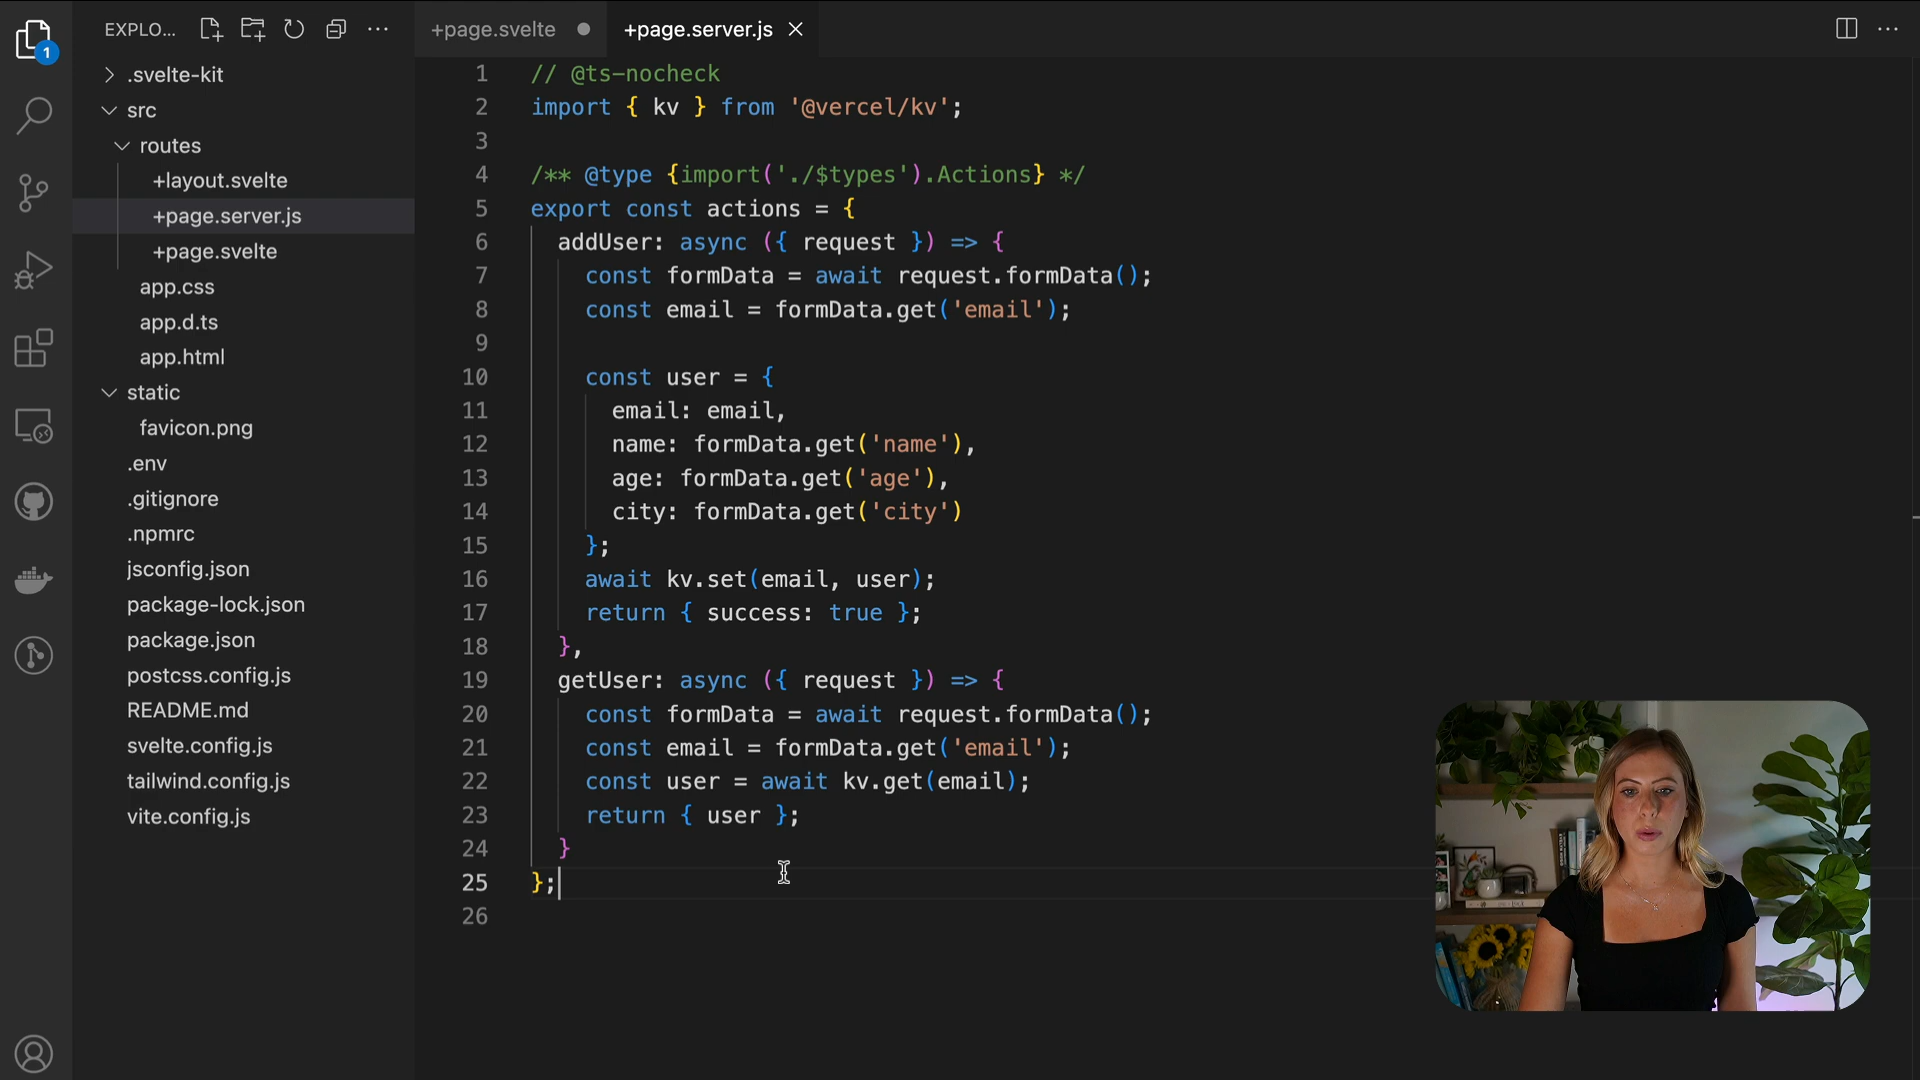 EXPLO...
+page.svelte
+page.server.js
1
.svelte-kit
src
routes
+layout.svelte
+page.server.js
+page.svelte
app.css
app.d.ts
app.html
static
favicon.png
.env
.gitignore
.npmrc
jsconfig.json
package-lock.json
package.json
postcss.config.js
README.md
svelte.config.js
tailwind.config.js
vite.config.js
1 // @ts-nocheck
2 import { kv } from '@vercel/kv';
3
4 /** @type {import('./$types').Actions} */
5 export const actions = {
6 addUser: async ({ request }) => {
7 const formData = await request.formData();
8 const email = formData.get('email');
9
10 const user = {
11 email: email,
12 name: formData.get('name'),
13 age: formData.get('age'),
14 city: formData.get('city')
15 };
16 await kv.set(email, user);
17 return { success: true };
18 },
19 getUser: async ({ request }) => {
20 const formData = await request.formData();
21 const email = formData.get('email');
22 const user = await kv.get(email);
23 return { user };
24 }
25 };
26